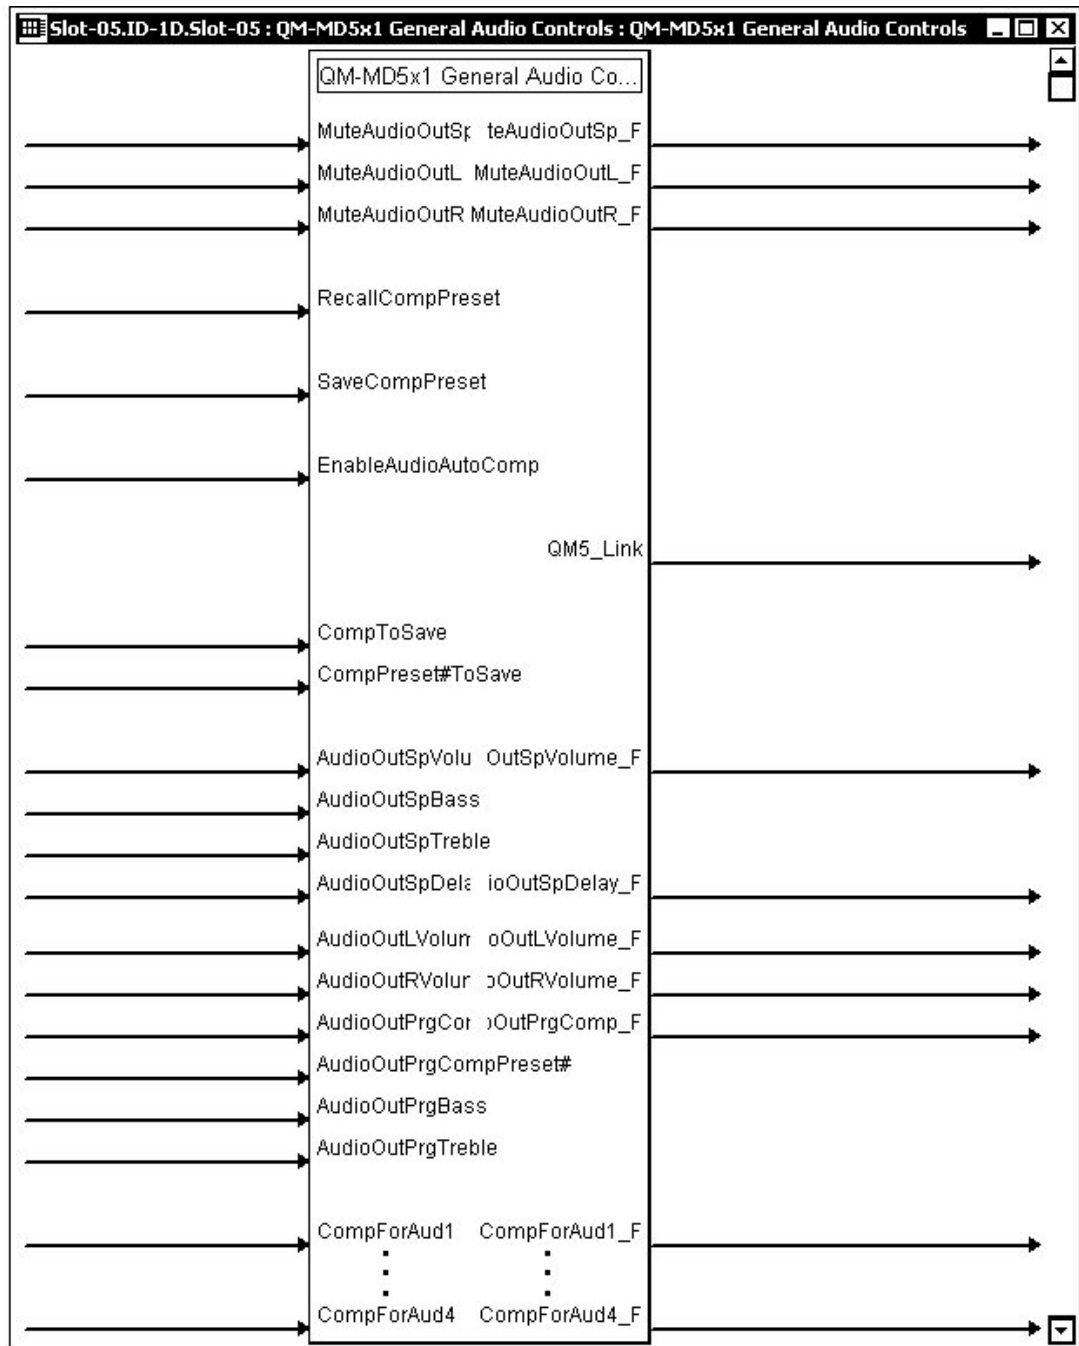 Slot-05.ID-1D.Slot-05 : QM-MD5x1 General Audio Controls : QM-MD5x1 General Audio Controls
QM-MD5x1 General Audio Co...
MuteAudioOutSp teAudioOutSp_F
MuteAudioOutL MuteAudioOutL_F
MuteAudioOutR MuteAudioOutR_F
RecallCompPreset
SaveCompPreset
EnableAudioAutoComp
QM5_Link
CompToSave
CompPreset#ToSave
AudioOutSpVolu OutSpVolume_F
AudioOutSpBass
AudioOutSpTreble
AudioOutSpDela ioOutSpDelay_F
AudioOutLVolum oOutLVolume_F
AudioOutRVolur oOutRVolume_F
AudioOutPrgCor oOutPrgComp_F
AudioOutPrgCompPreset#
AudioOutPrgBass
AudioOutPrgTreble
CompForAud1 CompForAud1_F
CompForAud4 CompForAud4_F